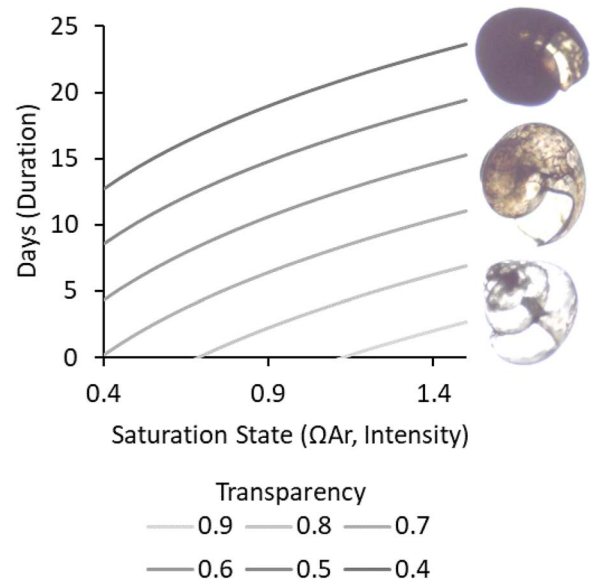 25
20
15
10
5
0
Days (Duration)
0.4 0.9 1.4
Saturation State (ΩAr, Intensity)
Transparency
0.9 0.8 0.7
0.6 0.5 0.4